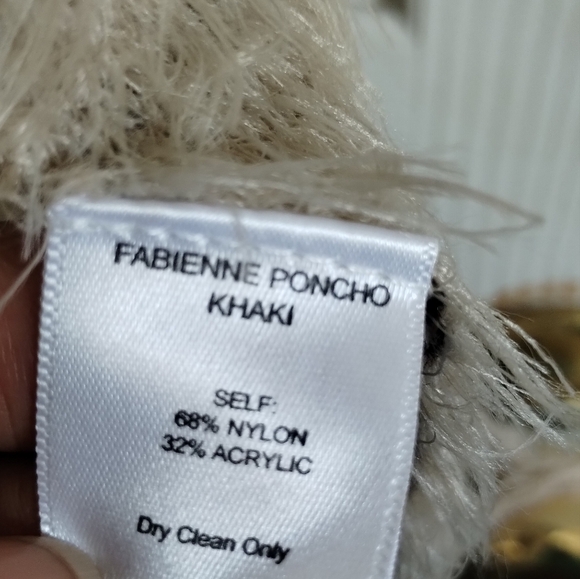 FABIENNE PONCHO
KHAKI
SELF:
68% NYLON
32% ACRYLIC
Dry Clean Only